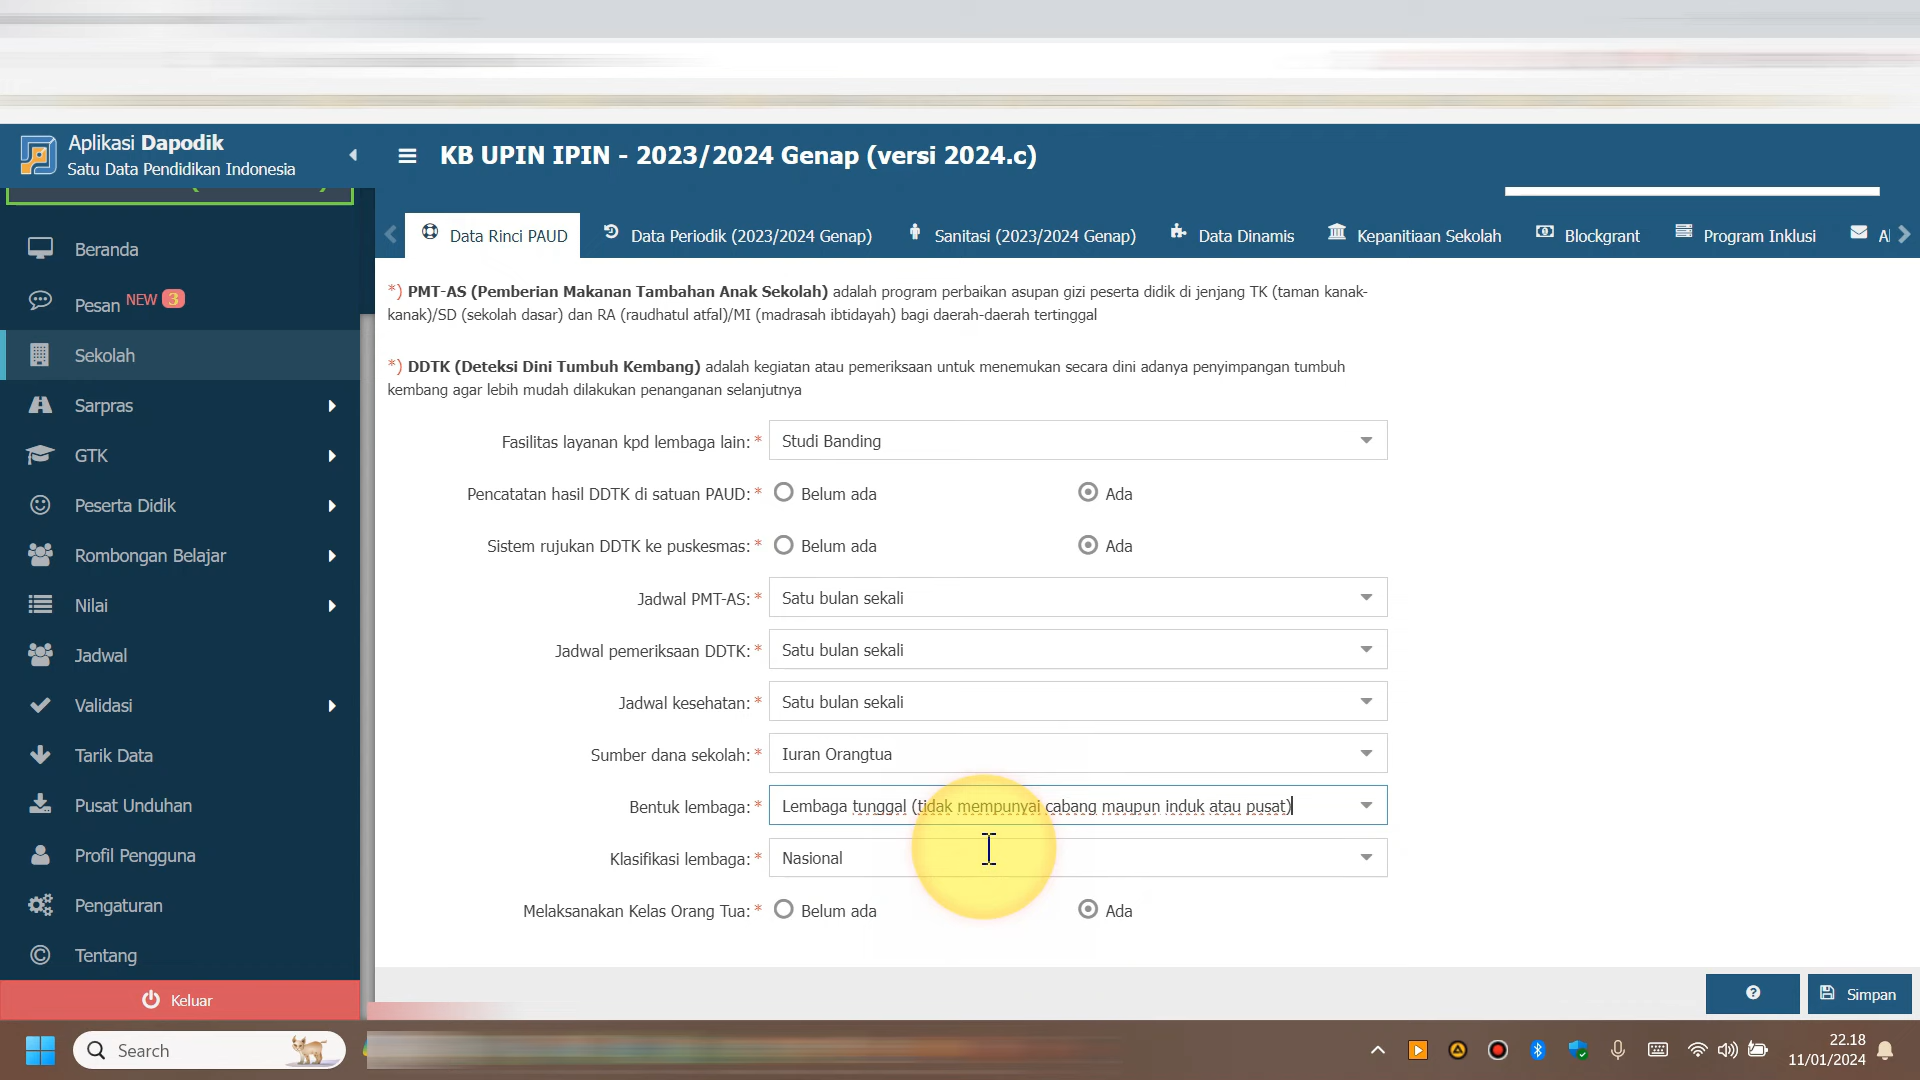 Aplikasi Dapodik
Satu Data Pendidikan Indonesia
KB UPIN IPIN - 2023/2024 Genap (versi 2024.c)
Beranda
Pesan NEW 3
Sekolah
Sarpras
GTK
Peserta Didik
Rombongan Belajar
Nilai
Jadwal
Validasi
Tarik Data
Pusat Unduhan
Profil Pengguna
Pengaturan
Tentang
Keluar
Data Rinci PAUD
Data Periodik (2023/2024 Genap)
Sanitasi (2023/2024 Genap)
Data Dinamis
Kepanitiaan Sekolah
Blockgrant
Program Inklusi
*) PMT-AS (Pemberian Makanan Tambahan Anak Sekolah) adalah program perbaikan asupan gizi peserta didik di jenjang TK (taman kanak-
kanak)/SD (sekolah dasar) dan RA (raudhatul atfal)/MI (madrasah ibtidayah) bagi daerah-daerah tertinggal
*) DDTK (Deteksi Dini Tumbuh Kembang) adalah kegiatan atau pemeriksaan untuk menemukan secara dini adanya penyimpangan tumbuh
kembang agar lebih mudah dilakukan penanganan selanjutnya
Fasilitas layanan kpd lembaga lain: * Studi Banding
Pencatatan hasil DDTK di satuan PAUD: * Belum ada Ada
Sistem rujukan DDTK ke puskesmas: * Belum ada Ada
Jadwal PMT-AS: * Satu bulan sekali
Jadwal pemeriksaan DDTK: * Satu bulan sekali
Jadwal kesehatan: * Satu bulan sekali
Sumber dana sekolah: * Iuran Orangtua
Bentuk lembaga: * Lembaga tunggal (tidak mempunyai cabang maupun induk atau pusat)
Klasifikasi lembaga: * Nasional
Melaksanakan Kelas Orang Tua: * Belum ada Ada
Simpan
Search
22.18
11/01/2024